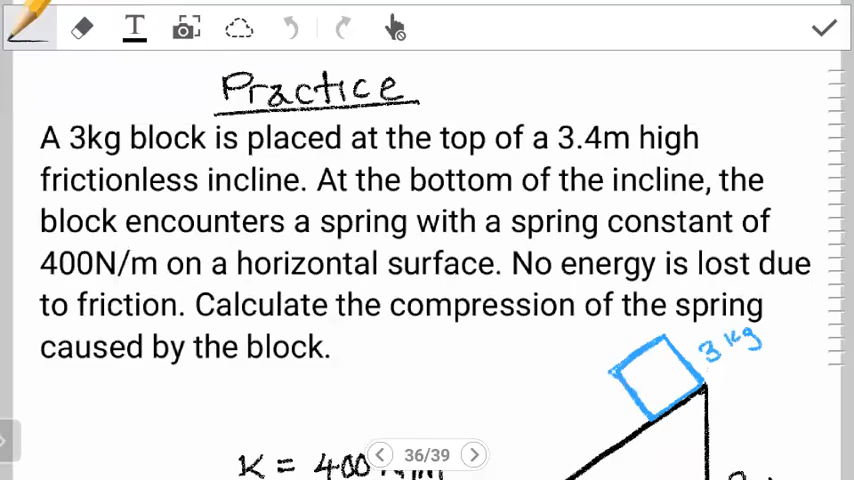 T
Practice
A 3kg block is placed at the top of a 3.4m high
frictionless incline. At the bottom of the incline, the
block encounters a spring with a spring constant of
400N/m on a horizontal surface. No energy is lost due
to friction. Calculate the compression of the spring
caused by the block.
3 kg
K = 400
36/39